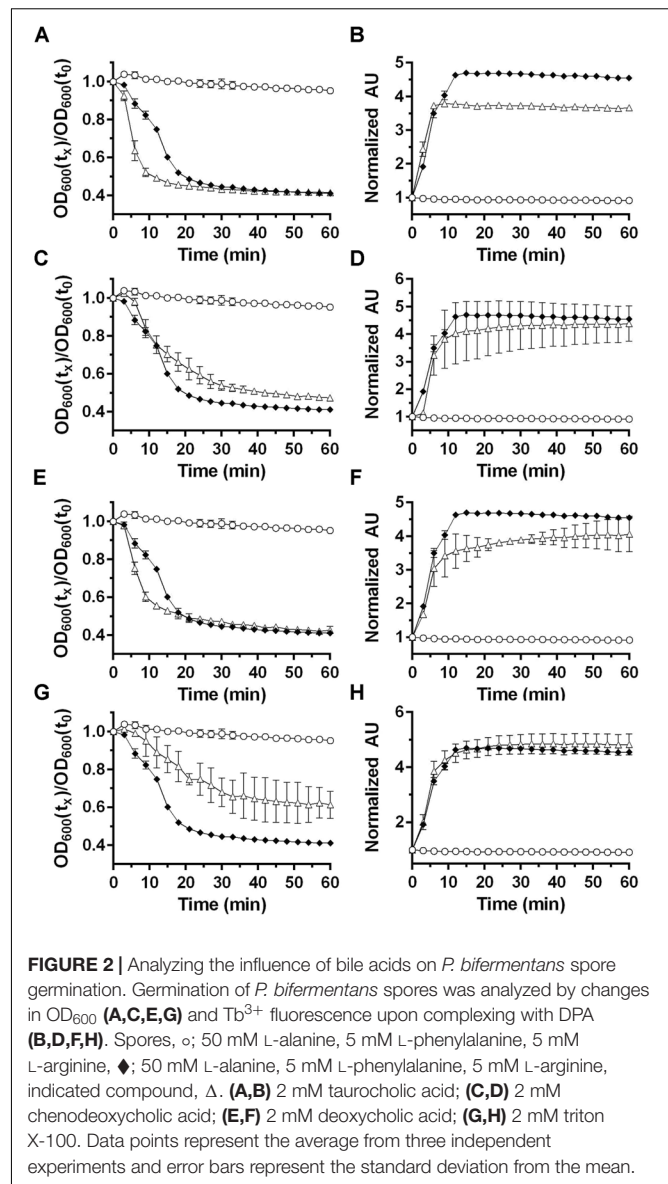 A
B
OD600(tx)/OD600(t0)
1.0
0.8
0.6
0.4
0 10 20 30 40 50 60
Time (min)
Normalized AU
5
4
3
2
1
0 10 20 30 40 50 60
Time (min)
C
D
OD600(tx)/OD600(t0)
1.0
0.8
0.6
0.4
0 10 20 30 40 50 60
Time (min)
Normalized AU
6
5
4
3
2
1
0 10 20 30 40 50 60
Time (min)
E
F
OD600(tx)/OD600(t0)
1.0
0.8
0.6
0.4
0 10 20 30 40 50 60
Time (min)
Normalized AU
5
4
3
2
1
0 10 20 30 40 50 60
Time (min)
G
H
OD600(tx)/OD600(t0)
1.0
0.8
0.6
0.4
0 10 20 30 40 50 60
Time (min)
Normalized AU
6
4
2
0 10 20 30 40 50 60
Time (min)
FIGURE 2 | Analyzing the influence of bile acids on P. bifermentans spore
germination. Germination of P. bifermentans spores was analyzed by changes
in OD600 (A,C,E,G) and Tb3+ fluorescence upon complexing with DPA
(B,D,F,H). Spores, ○; 50 mM L-alanine, 5 mM L-phenylalanine, 5 mM
L-arginine, ◆; 50 mM L-alanine, 5 mM L-phenylalanine, 5 mM L-arginine,
indicated compound, Δ. (A,B) 2 mM taurocholic acid; (C,D) 2 mM
chenodeoxycholic acid; (E,F) 2 mM deoxycholic acid; (G,H) 2 mM triton
X-100. Data points represent the average from three independent
experiments and error bars represent the standard deviation from the mean.